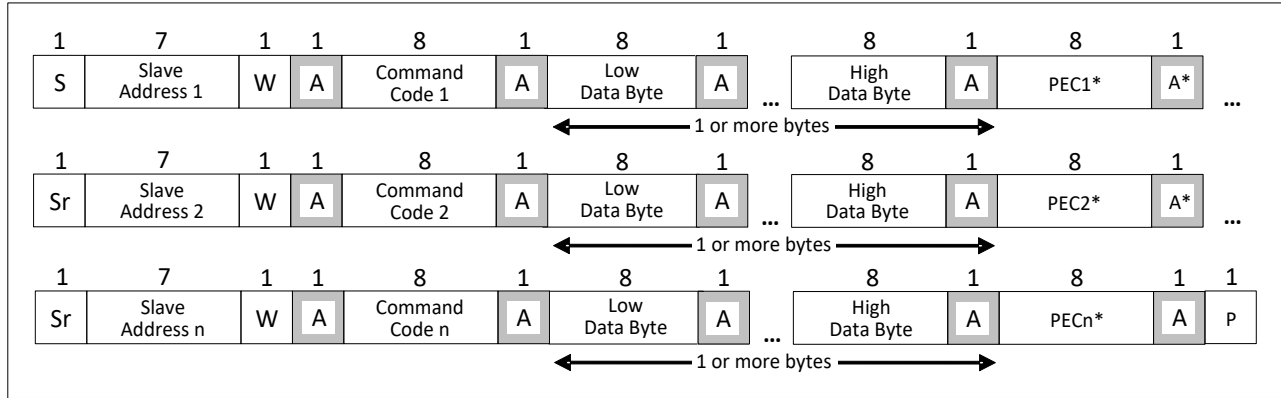 1 7 1 1 8 1 8 1 8 1 8 1
S Slave Address 1 W A Command Code 1 A Low Data Byte A ... High Data Byte A PEC1* A* ...
1 or more bytes
1 7 1 1 8 1 8 1 8 1 8 1
Sr Slave Address 2 W A Command Code 2 A Low Data Byte A ... High Data Byte A PEC2* A* ...
1 or more bytes
1 7 1 1 8 1 8 1 8 1 8 1 1
Sr Slave Address n W A Command Code n A Low Data Byte A ... High Data Byte A PECn* A P
1 or more bytes